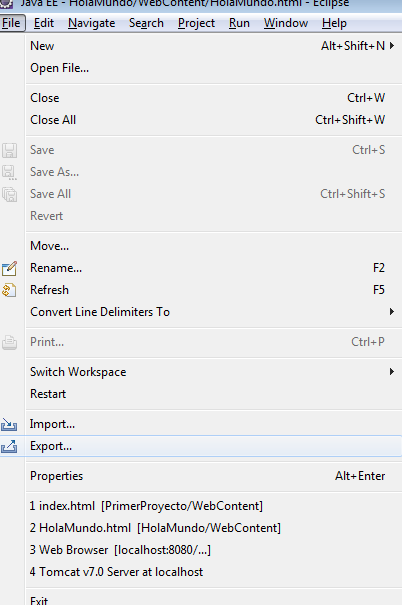 Java EE - HolaMundo/WebContent/HolaMundo.html - Eclipse
File Edit Navigate Search Project Run Window Help
New Alt+Shift+N
Open File...
Close Ctrl+W
Close All Ctrl+Shift+W
Save Ctrl+S
Save As...
Save All Ctrl+Shift+S
Revert
Move...
Rename... F2
Refresh F5
Convert Line Delimiters To
Print... Ctrl+P
Switch Workspace
Restart
Import...
Export...
Properties Alt+Enter
1 index.html [PrimerProyecto/WebContent]
2 HolaMundo.html [HolaMundo/WebContent]
3 Web Browser [localhost:8080/...]
4 Tomcat v7.0 Server at localhost
Exit